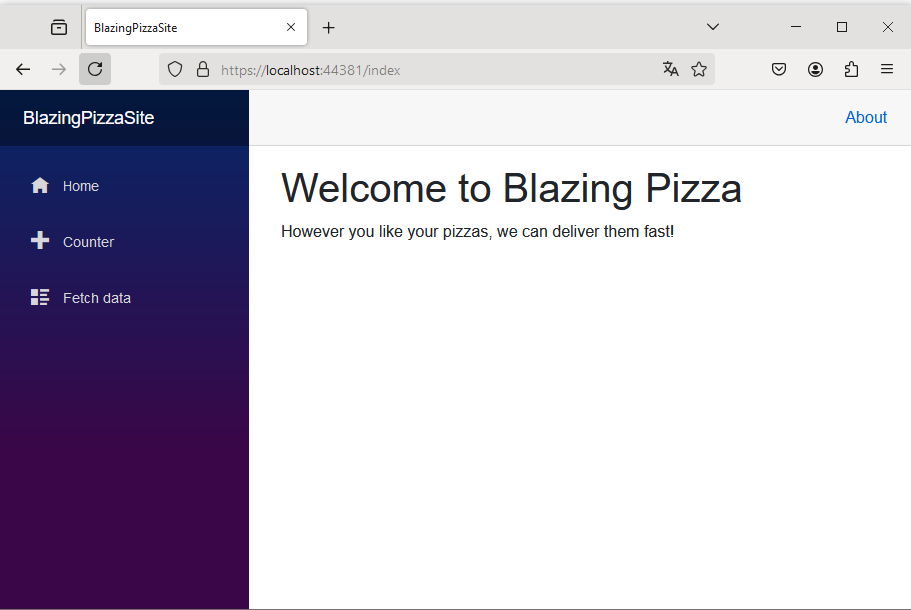 BlazingPizzaSite
https://localhost:44381/index
BlazingPizzaSite
About
Home
Counter
Fetch data
Welcome to Blazing Pizza
However you like your pizzas, we can deliver them fast!